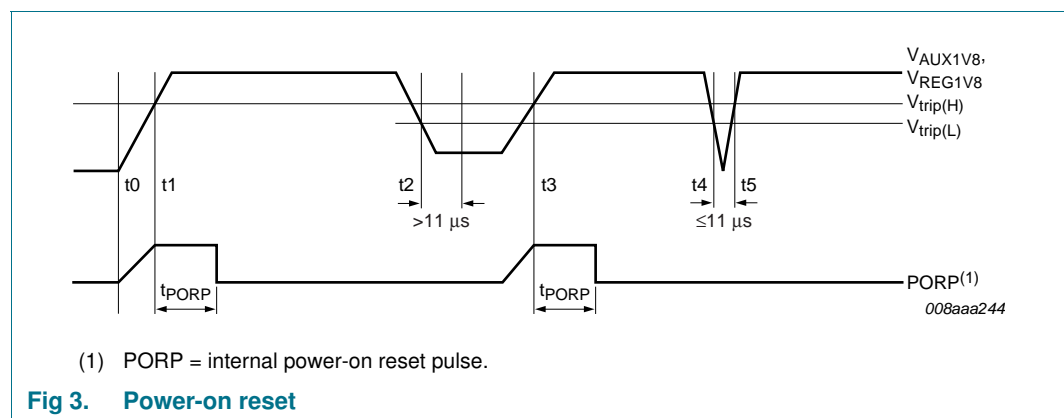 V_AUX1V8,
V_REG1V8
V_trip(H)
V_trip(L)
t0 t1 t2 t3 t4 t5
>11 μs ≤11 μs
t_PORP t_PORP PORP(1)
008aaa244
(1) PORP = internal power-on reset pulse.
Fig 3. Power-on reset